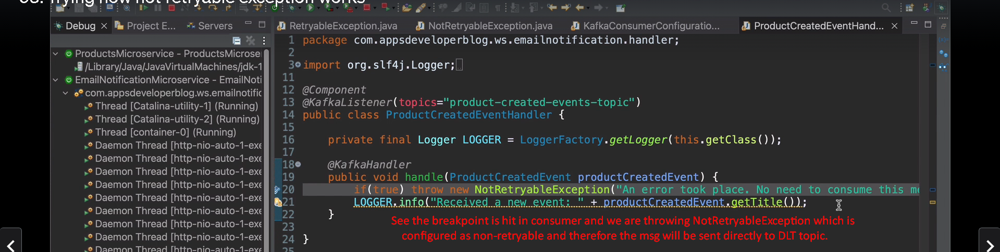 68. Trying how not retryable exception works
Debug
Project E...
Servers
RetryableException.java
NotRetryableException.java
KafkaConsumerConfiguratio...
ProductCreatedEventHand...
ProductsMicroservice - ProductsMicroser
/Library/Java/JavaVirtualMachines/jdk-1
EmailNotificationMicroservice - EmailNoti
com.appsdeveloperblog.ws.emailnotific
Thread [Catalina-utility-1] (Running)
Thread [Catalina-utility-2] (Running)
Thread [container-0] (Running)
Daemon Thread [http-nio-auto-1-exe
Daemon Thread [http-nio-auto-1-exe
Daemon Thread [http-nio-auto-1-exe
Daemon Thread [http-nio-auto-1-exe
Daemon Thread [http-nio-auto-1-exe
Daemon Thread [http-nio-auto-1-exe
Daemon Thread [http-nio-auto-1-exe
Daemon Thread [http-nio-auto-1-exe
Daemon Thread [http-nio-auto-1-exe
1 package com.appsdeveloperblog.ws.emailnotification.handler;
2
3 import org.slf4j.Logger;
11
12 @Component
13 @KafkaListener(topics="product-created-events-topic")
14 public class ProductCreatedEventHandler {
15
16 private final Logger LOGGER = LoggerFactory.getLogger(this.getClass());
17
18 @KafkaHandler
19 public void handle(ProductCreatedEvent productCreatedEvent) {
20 if(true) throw new NotRetryableException("An error took place. No need to consume this me
21 LOGGER.info("Received a new event: " + productCreatedEvent.getTitle());
22 }
23
24 }
25
See the breakpoint is hit in consumer and we are throwing NotRetryableException which is
configured as non-retryable and therefore the msg will be sent directly to DLT topic.